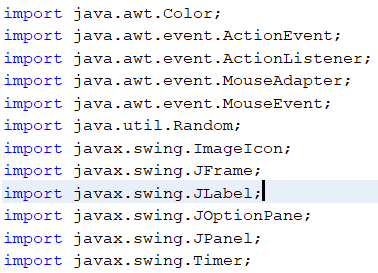 import java.awt.Color;
import java.awt.event.ActionEvent;
import java.awt.event.ActionListener;
import java.awt.event.MouseAdapter;
import java.awt.event.MouseEvent;
import java.util.Random;
import javax.swing.ImageIcon;
import javax.swing.JFrame;
import javax.swing.JLabel;
import javax.swing.JOptionPane;
import javax.swing.JPanel;
import javax.swing.Timer;